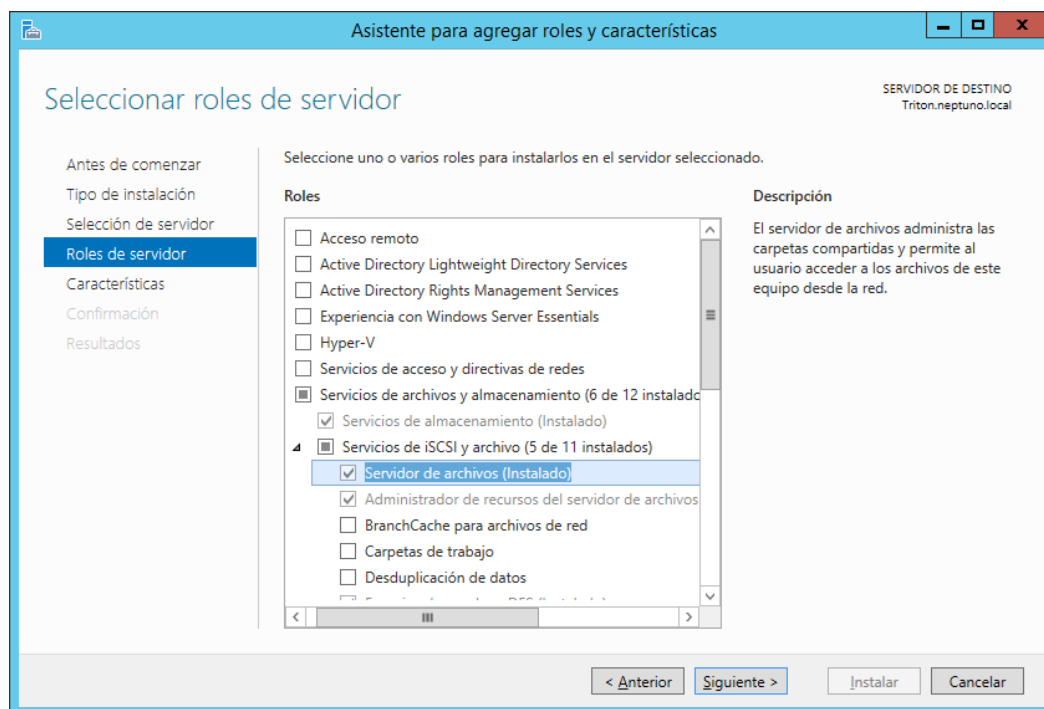 Asistente para agregar roles y características
Seleccionar roles de servidor
SERVIDOR DE DESTINO
Triton.neptuno.local
Antes de comenzar
Tipo de instalación
Selección de servidor
Roles de servidor
Características
Confirmación
Resultados
Seleccione uno o varios roles para instalarlos en el servidor seleccionado.
Roles
Acceso remoto
Active Directory Lightweight Directory Services
Active Directory Rights Management Services
Experiencia con Windows Server Essentials
Hyper-V
Servicios de acceso y directivas de redes
Servicios de archivos y almacenamiento (6 de 12 instalado
Servicios de almacenamiento (Instalado)
Servicios de iSCSI y archivo (5 de 11 instalados)
Servidor de archivos (Instalado)
Administrador de recursos del servidor de archivos
BranchCache para archivos de red
Carpetas de trabajo
Desduplicación de datos
Descripción
El servidor de archivos administra las
carpetas compartidas y permite al
usuario acceder a los archivos de este
equipo desde la red.
< Anterior
Siguiente >
Instalar
Cancelar